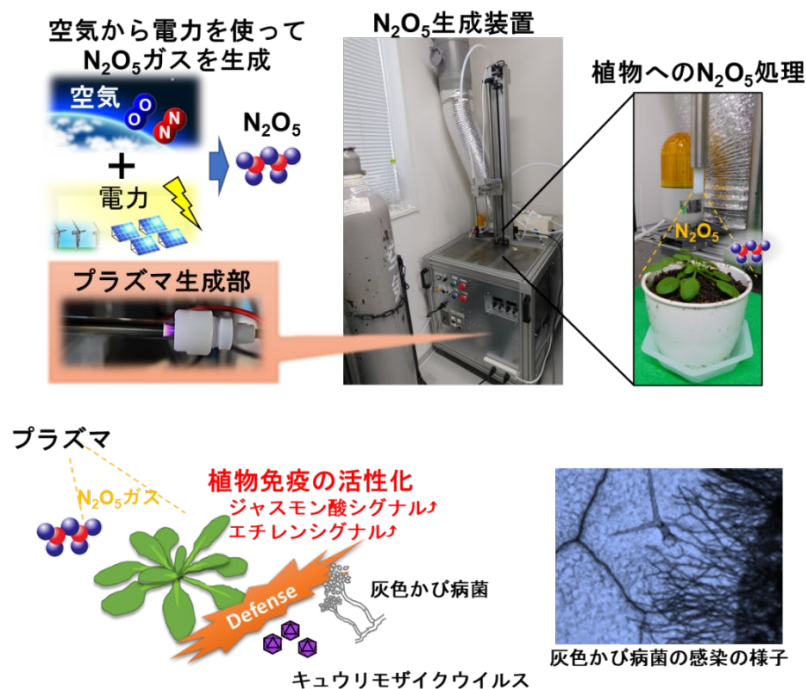 空気から電力を使って
N₂O₅ガスを生成
空気
O
O
N
N
+
電力
N₂O₅
プラズマ生成部
N₂O₅生成装置
植物へのN₂O₅処理
N₂O₅
プラズマ
N₂O₅ガス
植物免疫の活性化
ジャスモン酸シグナル⤴
エチレンシグナル⤴
Defense
灰色かび病菌
キュウリモザイクウイルス
灰色かび病菌の感染の様子